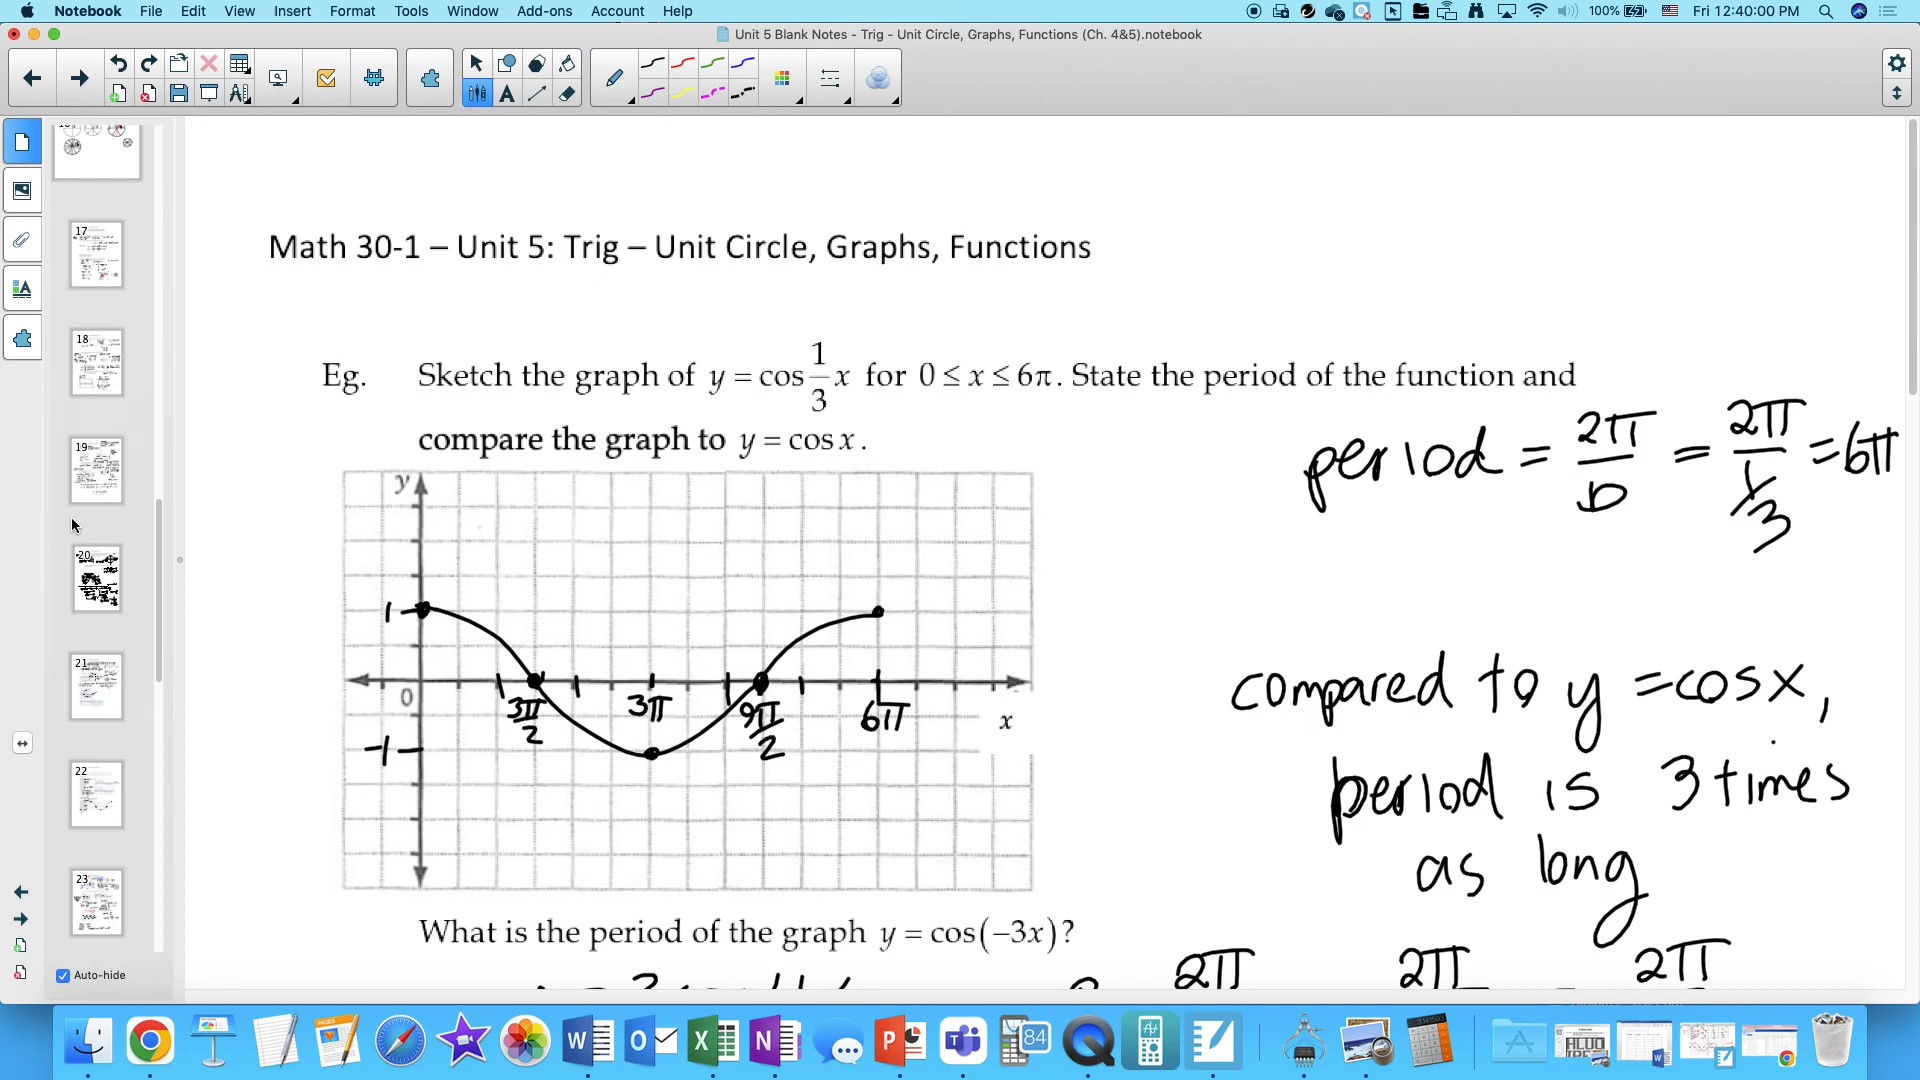 Notebook File Edit View Insert Format Tools Window Add-ons Account Help 100% Fri 12:40:00 PM
Unit 5 Blank Notes - Trig - Unit Circle, Graphs, Functions (Ch. 4&5).notebook
Math 30-1 – Unit 5: Trig – Unit Circle, Graphs, Functions
Eg. Sketch the graph of y = cos 1/3 x for 0 ≤ x ≤ 6π. State the period of the function and
compare the graph to y = cos x.
period = 2π/b = 2π/(1/3) = 6π
y
1
0
3π/2 3π 9π/2 6π
x
-1
compared to y = cosx,
period is 3 times
as long
What is the period of the graph y = cos(−3x)?
2π 2π 2π
17
18
19
20
21
22
23
Auto-hide
84